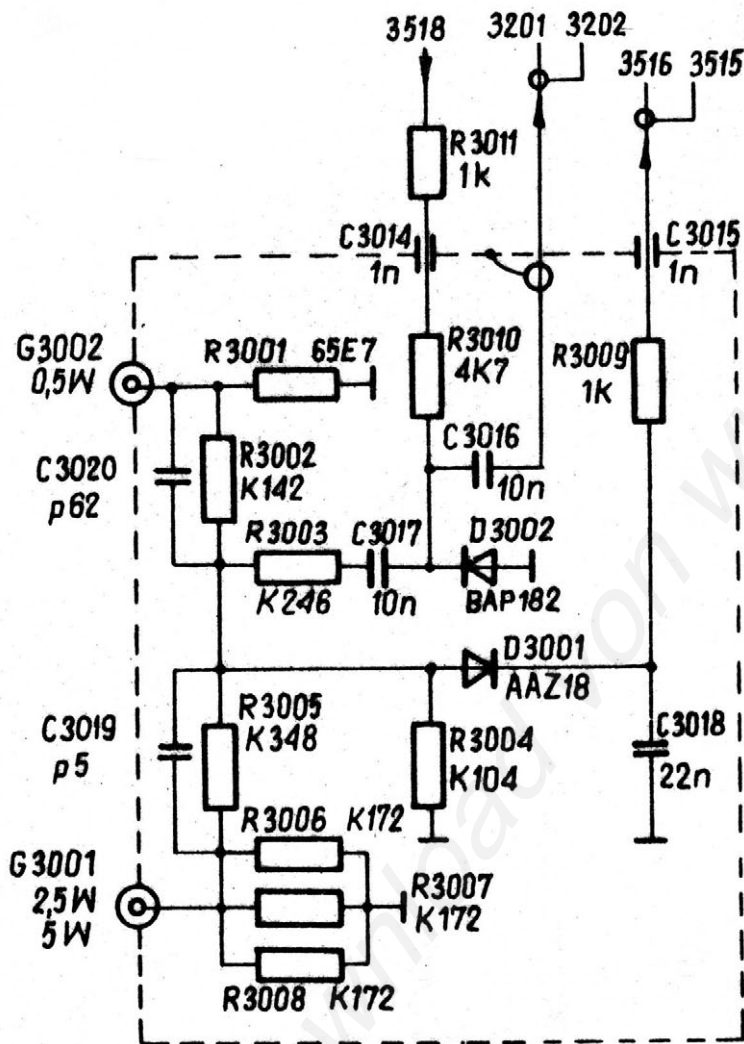 3518
3201 3202
3516 3515
R3011
1k
C3014
1n
C3015
1n
G3002
0,5W
R3001 65E7
R3010
4K7
R3009
1k
C3020
p62
R3002
K142
C3016
10n
R3003
K246
C3017
10n
D3002
BAP182
D3001
AAZ18
C3019
p5
R3005
K348
R3004
K104
C3018
22n
R3006 K172
G3001
2,5W
5W
R3007
K172
R3008 K172
wnload von w